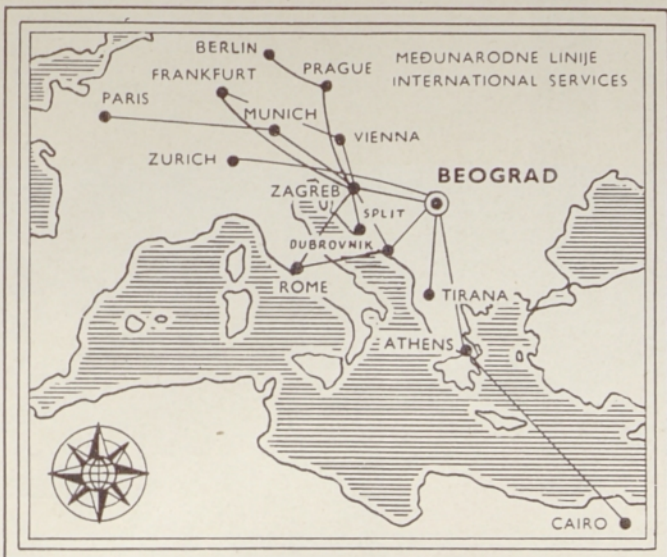 BERLIN
FRANKFURT
PRAGUE
MEĐUNARODNE LINIJE
INTERNATIONAL SERVICES
PARIS
MUNICH
VIENNA
ZURICH
ZAGREB
BEOGRAD
SPLIT
DUBROVNIK
ROME
TIRANA
ATHENS
CAIRO